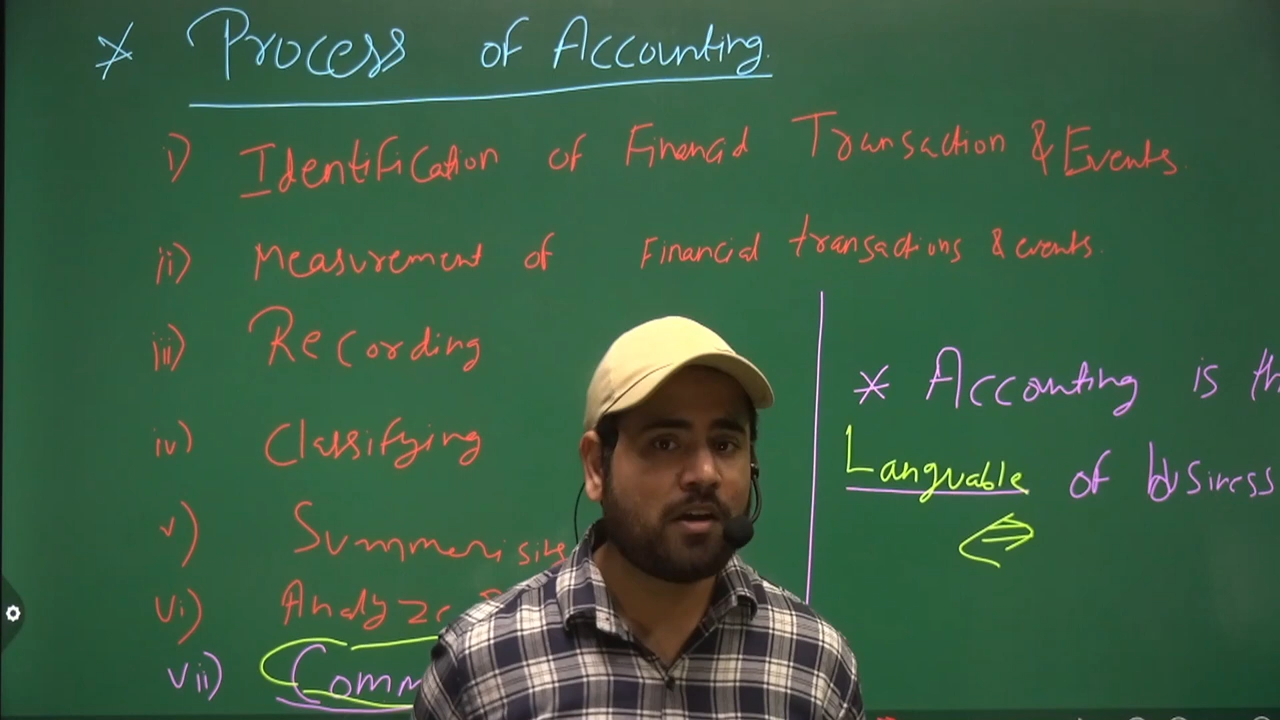 * Process of Accounting.
i) Identification of Financial Transaction & Events.
ii) Measurement of Financial transactions & events.
iii) Recording
iv) Classifying
v) Summerising
vi) Analyze
vii) Comm
* Accounting is th
Languable of business